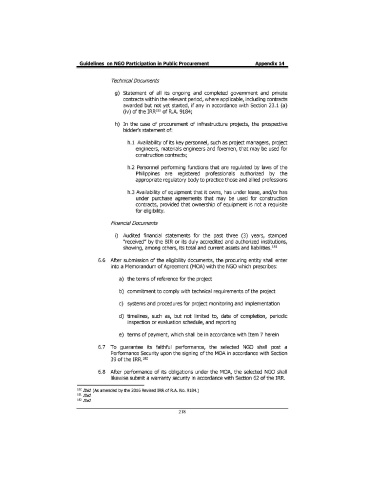 Guidelines on NGO Participation in Public Procurement Appendix 14
Technical Documents
g) Statement of all its ongoing and completed government and private
contracts within the relevant period, where applicable, including contracts
awarded but not yet started, if any in accordance with Section 23.1 (a)
(iv) of the IRR¹⁸⁰ of R.A. 9184;
h) In the case of procurement of infrastructure projects, the prospective
bidder's statement of:
h.1 Availability of its key personnel, such as project managers, project
engineers, materials engineers and foremen, that may be used for
construction contracts;
h.2 Personnel performing functions that are regulated by laws of the
Philippines are registered professionals authorized by the
appropriate regulatory body to practice those and allied professions
h.3 Availability of equipment that it owns, has under lease, and/or has
under purchase agreements that may be used for construction
contracts, provided that ownership of equipment is not a requisite
for eligibility.
Financial Documents
i) Audited financial statements for the past three (3) years, stamped
"received" by the BIR or its duly accredited and authorized institutions,
showing, among others, its total and current assets and liabilities.¹⁸¹
6.6 After submission of the eligibility documents, the procuring entity shall enter
into a Memorandum of Agreement (MOA) with the NGO which prescribes:
a) the terms of reference for the project
b) commitment to comply with technical requirements of the project
c) systems and procedures for project monitoring and implementation
d) timelines, such as, but not limited to, date of completion, periodic
inspection or evaluation schedule, and reporting
e) terms of payment, which shall be in accordance with Item 7 herein
6.7 To guarantee its faithful performance, the selected NGO shall post a
Performance Security upon the signing of the MOA in accordance with Section
39 of the IRR.¹⁸²
6.8 After performance of its obligations under the MOA, the selected NGO shall
likewise submit a warranty security in accordance with Section 62 of the IRR.
¹⁸⁰ Ibid [As amended by the 2016 Revised IRR of R.A. No. 9184.]
¹⁸¹ Ibid
¹⁸² Ibid
218